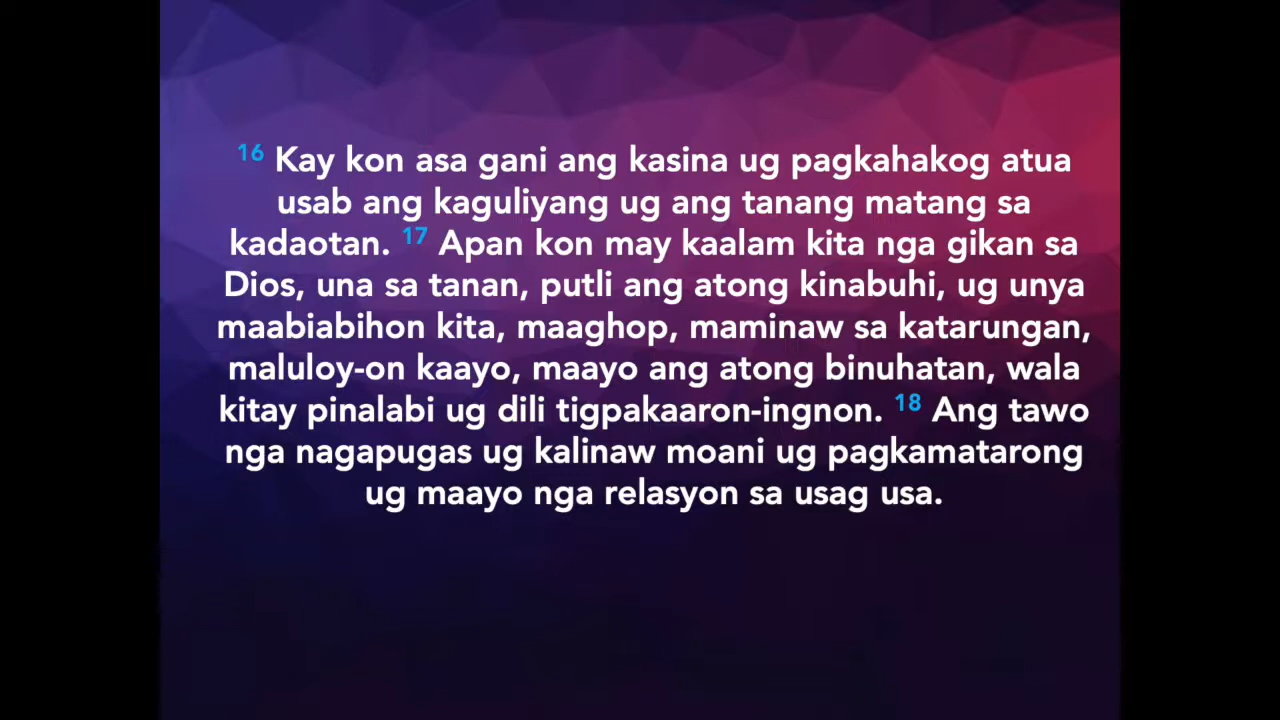 16 Kay kon asa gani ang kasina ug pagkahakog atua
usab ang kaguliyang ug ang tanang matang sa
kadaotan. 17 Apan kon may kaalam kita nga gikan sa
Dios, una sa tanan, putli ang atong kinabuhi, ug unya
maabiabihon kita, maaghop, maminaw sa katarungan,
maluloy-on kaayo, maayo ang atong binuhatan, wala
kitay pinalabi ug dili tigpakaaron-ingnon. 18 Ang tawo
nga nagapugas ug kalinaw moani ug pagkamatarong
ug maayo nga relasyon sa usag usa.